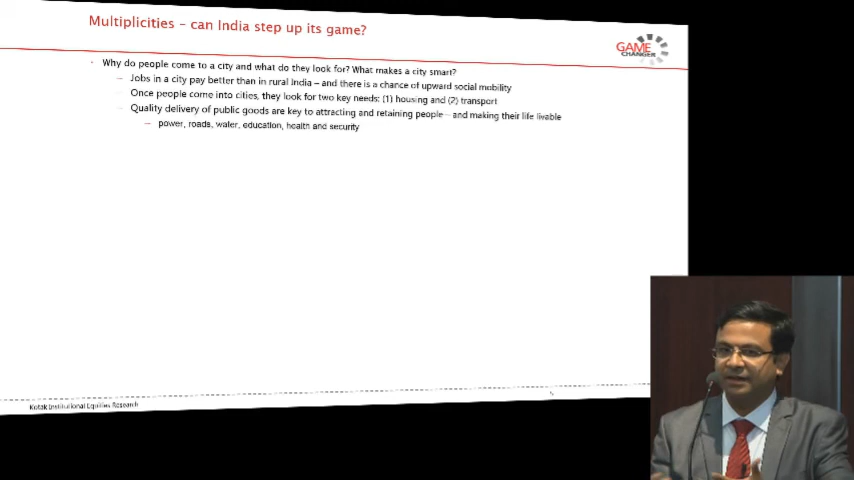 Multiplicities – can India step up its game?
GAME
CHANGER
Why do people come to a city and what do they look for? What makes a city smart?
Jobs in a city pay better than in rural India – and there is a chance of upward social mobility
Once people come into cities, they look for two key needs: (1) housing and (2) transport
Quality delivery of public goods are key to attracting and retaining people – and making their life livable
power, roads, water, education, health and security
Kotak Institutional Equities Research
5